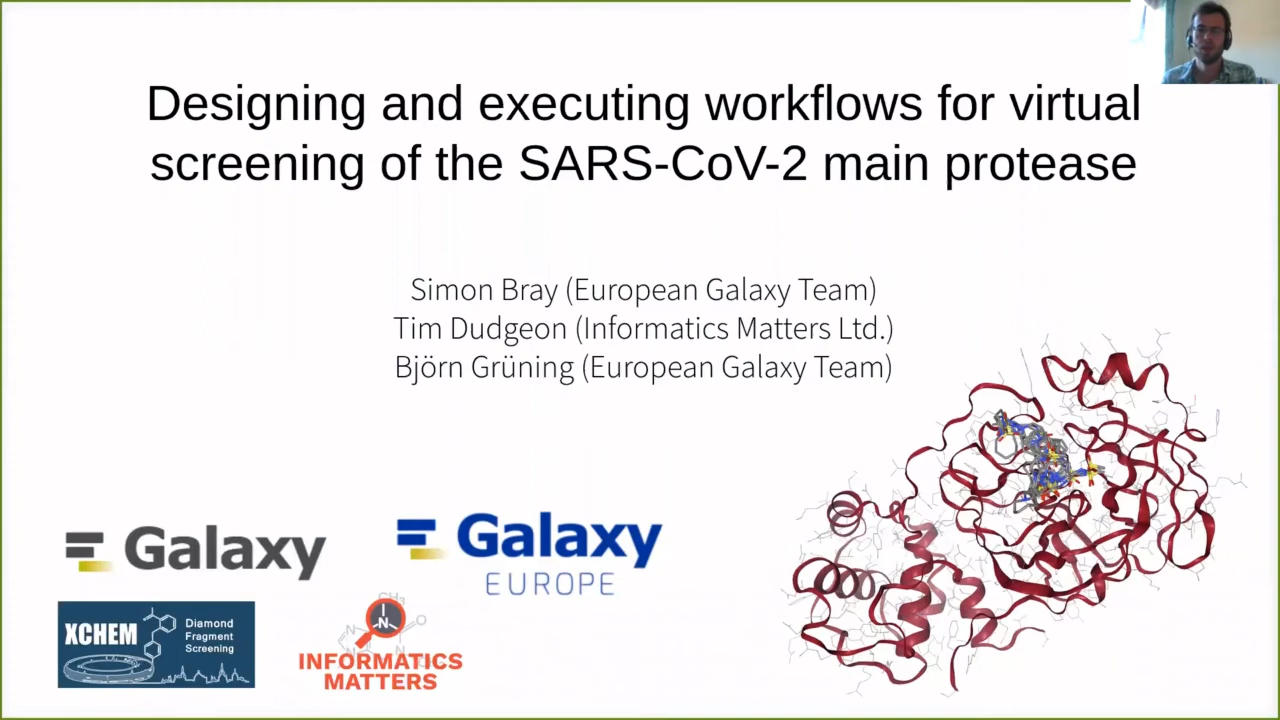 Designing and executing workflows for virtual
screening of the SARS-CoV-2 main protease
Simon Bray (European Galaxy Team)
Tim Dudgeon (Informatics Matters Ltd.)
Björn Grüning (European Galaxy Team)
Galaxy
Galaxy
EUROPE
XCHEM
Diamond
Fragment
Screening
CH₃
N
N
O
INFORMATICS
MATTERS